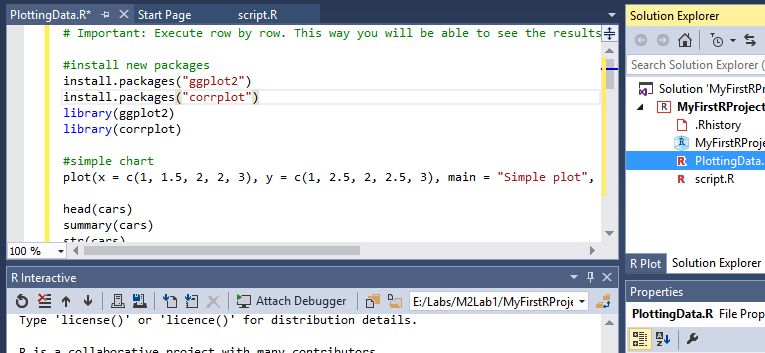 PlottingData.R* Start Page script.R
# Important: Execute row by row. This way you will be able to see the results
#install new packages
install.packages("ggplot2")
install.packages("corrplot")
library(ggplot2)
library(corrplot)
#simple chart
plot(x = c(1, 1.5, 2, 2, 3), y = c(1, 2.5, 2, 2.5, 3), main = "Simple plot",
head(cars)
summary(cars)
str(cars)
100 %
R Interactive
Attach Debugger E:/Labs/M2Lab1/MyFirstRProje
Type 'license()' or 'licence()' for distribution details.
R is a collaborative project with many contributors
Solution Explorer
Search Solution Explorer (
Solution 'MyFirstRP
MyFirstRProject
.Rhistory
MyFirstRProje
PlottingData.
script.R
R Plot Solution Explorer
Properties
PlottingData.R File Prop